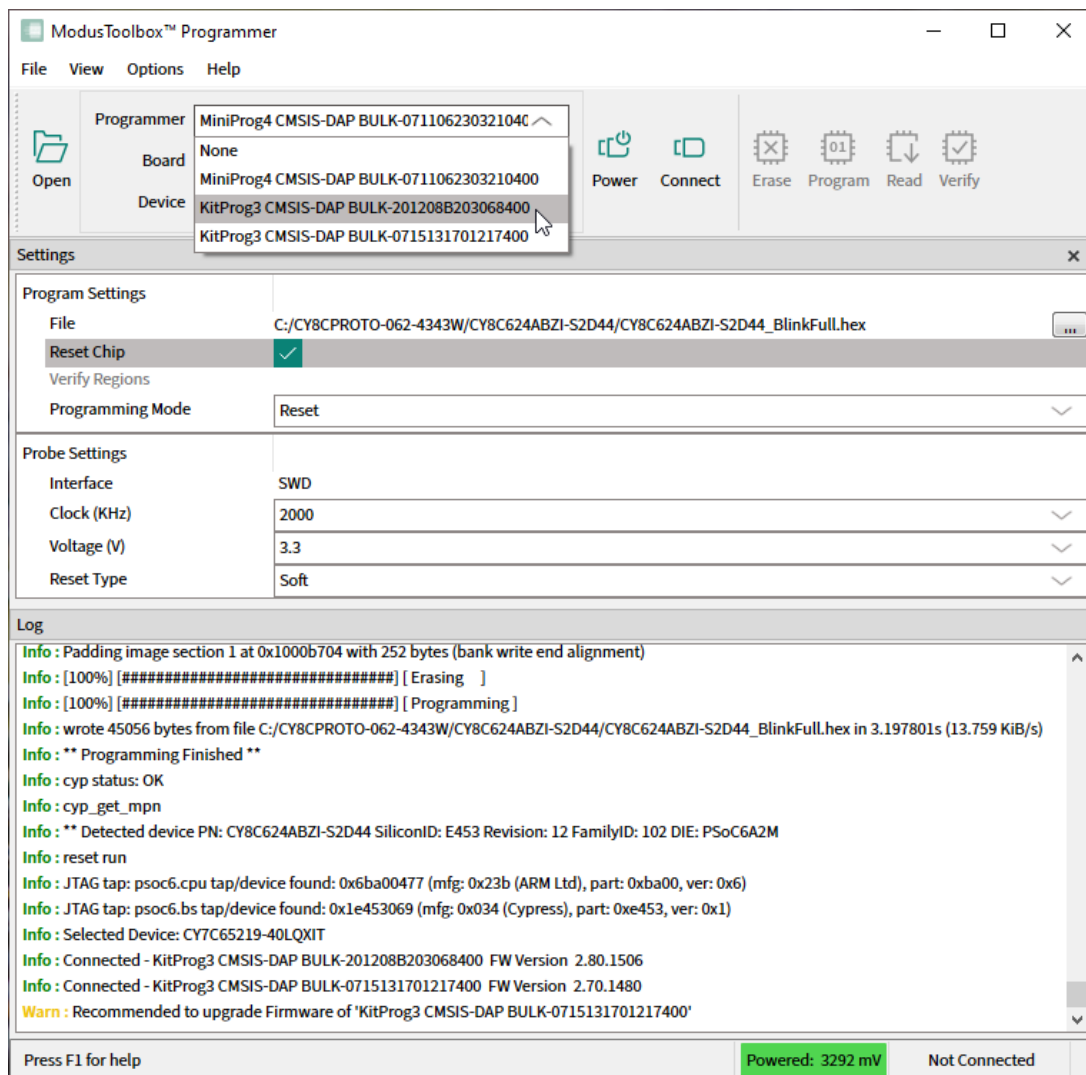 ModusToolbox™ Programmer
File View Options Help
Open
Programmer MiniProg4 CMSIS-DAP BULK-071106230321040
None
Board
MiniProg4 CMSIS-DAP BULK-0711062303210400
Device KitProg3 CMSIS-DAP BULK-201208B203068400
KitProg3 CMSIS-DAP BULK-0715131701217400
Power Connect Erase Program Read Verify
Settings
Program Settings
File C:/CY8CPROTO-062-4343W/CY8C624ABZI-S2D44/CY8C624ABZI-S2D44_BlinkFull.hex ...
Reset Chip
Verify Regions
Programming Mode Reset
Probe Settings
Interface SWD
Clock (KHz) 2000
Voltage (V) 3.3
Reset Type Soft
Log
Info : Padding image section 1 at 0x1000b704 with 252 bytes (bank write end alignment)
Info : [100%] [################################] [ Erasing ]
Info : [100%] [################################] [ Programming ]
Info : wrote 45056 bytes from file C:/CY8CPROTO-062-4343W/CY8C624ABZI-S2D44/CY8C624ABZI-S2D44_BlinkFull.hex in 3.197801s (13.759 KiB/s)
Info : ** Programming Finished **
Info : cyp status: OK
Info : cyp_get_mpn
Info : ** Detected device PN: CY8C624ABZI-S2D44 SiliconID: E453 Revision: 12 FamilyID: 102 DIE: PSoC6A2M
Info : reset run
Info : JTAG tap: psoc6.cpu tap/device found: 0x6ba00477 (mfg: 0x23b (ARM Ltd), part: 0xba00, ver: 0x6)
Info : JTAG tap: psoc6.bs tap/device found: 0x1e453069 (mfg: 0x034 (Cypress), part: 0xe453, ver: 0x1)
Info : Selected Device: CY7C65219-40LQXIT
Info : Connected - KitProg3 CMSIS-DAP BULK-201208B203068400 FW Version 2.80.1506
Info : Connected - KitProg3 CMSIS-DAP BULK-0715131701217400 FW Version 2.70.1480
Warn : Recommended to upgrade Firmware of 'KitProg3 CMSIS-DAP BULK-0715131701217400'
Press F1 for help Powered: 3292 mV Not Connected